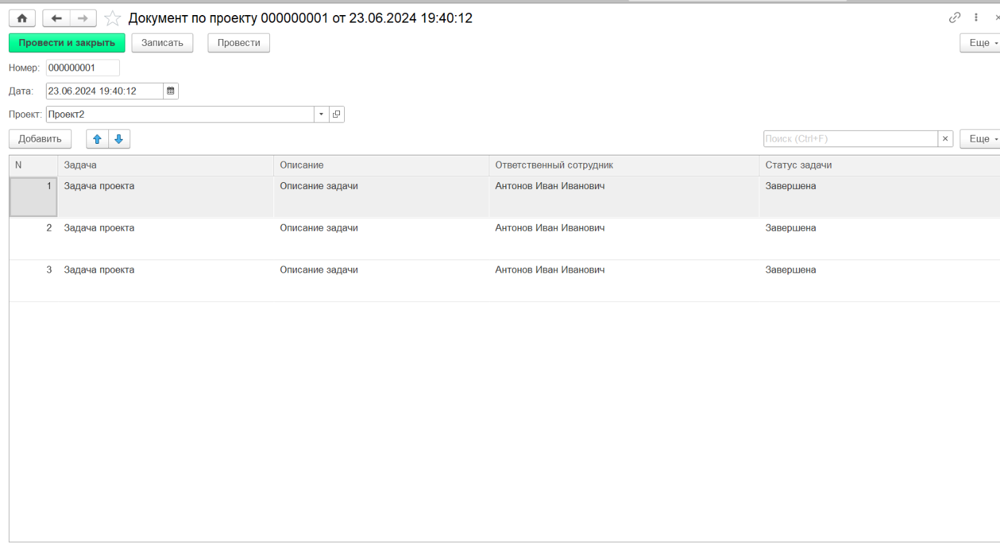 Документ по проекту 000000001 от 23.06.2024 19:40:12
Провести и закрыть Записать Провести Еще
Номер: 000000001
Дата: 23.06.2024 19:40:12
Проект: Проект2
Добавить Поиск (Ctrl+F) Еще
N Задача Описание Ответственный сотрудник Статус задачи
1 Задача проекта Описание задачи Антонов Иван Иванович Завершена
2 Задача проекта Описание задачи Антонов Иван Иванович Завершена
3 Задача проекта Описание задачи Антонов Иван Иванович Завершена